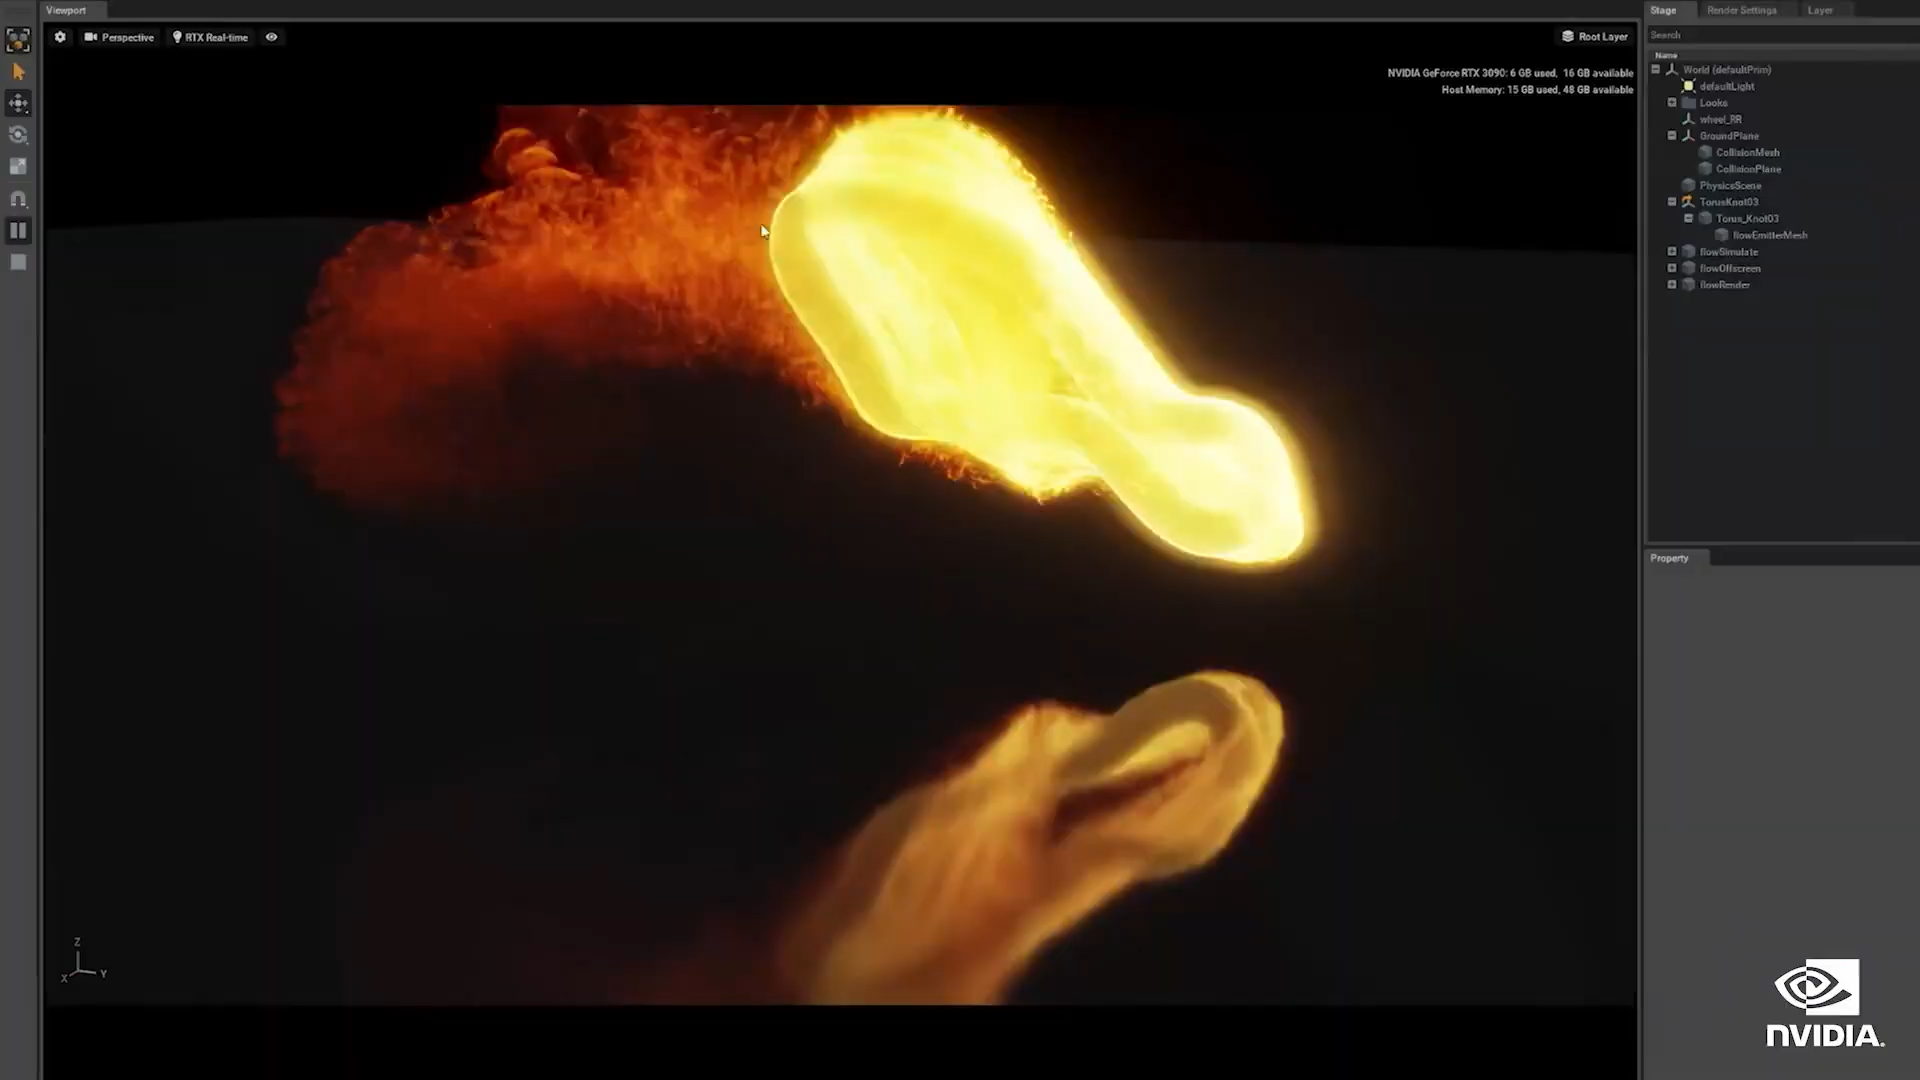 Viewport
Perspective
RTX Real-time
Root Layer
NVIDIA GeForce RTX 3090: 6 GB used, 16 GB available
Host Memory: 15 GB used, 48 GB available
Z
X
Y
Stage
Render Settings
Layer
Search
Name
World (defaultPrim)
defaultLight
Looks
wheel_RR
GroundPlane
CollisionMesh
CollisionPlane
PhysicsScene
TorusKnot03
Torus_Knot03
flowEmitterMesh
flowSimulate
flowOffscreen
flowRender
Property
NVIDIA.